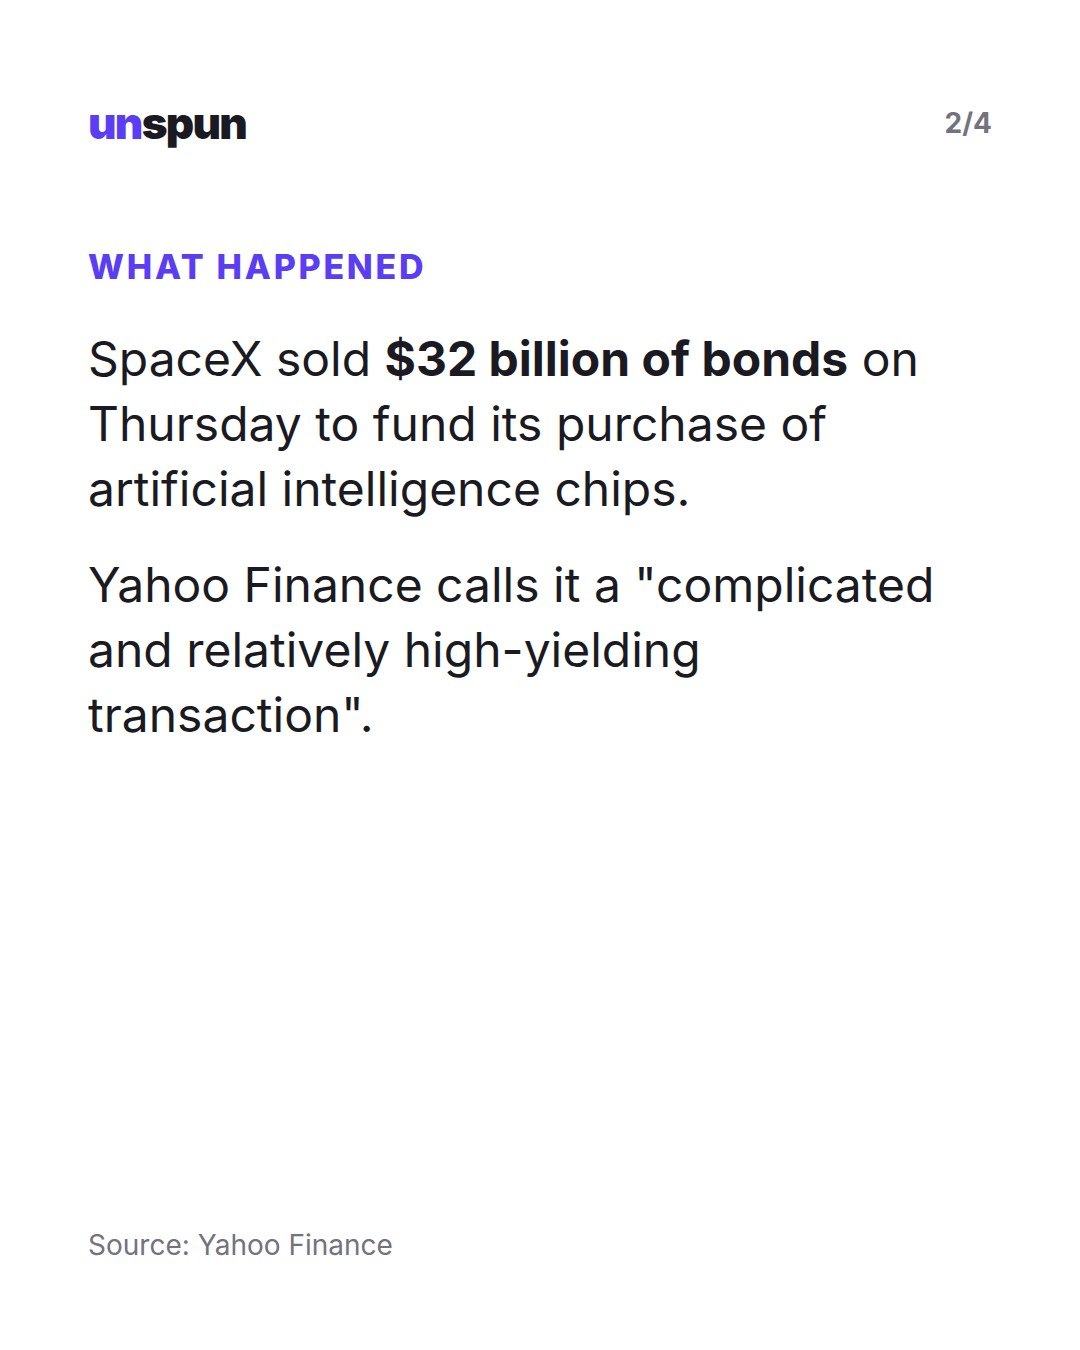 unspun
2/4
WHAT HAPPENED
SpaceX sold $32 billion of bonds on
Thursday to fund its purchase of
artificial intelligence chips.
Yahoo Finance calls it a "complicated
and relatively high-yielding
transaction".
Source: Yahoo Finance